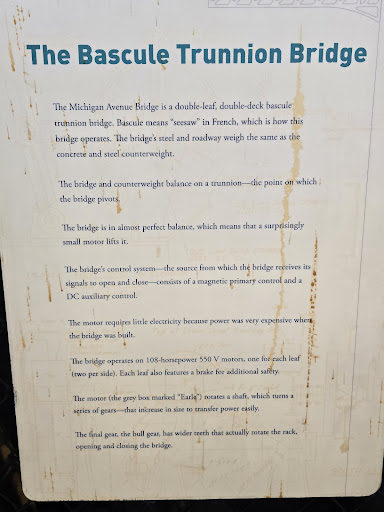 The Bascule Trunnion Bridge
The Michigan Avenue Bridge is a double-leaf, double-deck bascule
trunnion bridge. Bascule means "seesaw" in French, which is how this
bridge operates. The bridge's steel and roadway weigh the same as the
concrete and steel counterweight.
The bridge and counterweight balance on a trunnion—the point on which
the bridge pivots.
The bridge is in almost perfect balance, which means that a surprisingly
small motor lifts it.
The bridge's control system—the source from which the bridge receives its
signals to open and close—consists of a magnetic primary control and a
DC auxiliary control.
The motor requires little electricity because power was very expensive when
the bridge was built.
The bridge operates on 108-horsepower 550 V motors, one for each leaf
(two per side). Each leaf also features a brake for additional safety.
The motor (the grey box marked "Earle") rotates a shaft, which turns a
series of gears—that increase in size to transfer power easily.
The final gear, the bull gear, has wider teeth that actually rotate the rack,
opening and closing the bridge.